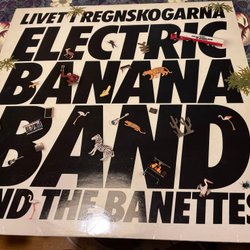 LIVET I REGNSKOGARNA
ELECTRIC
BANANA
BAND
ND THE BANETTES